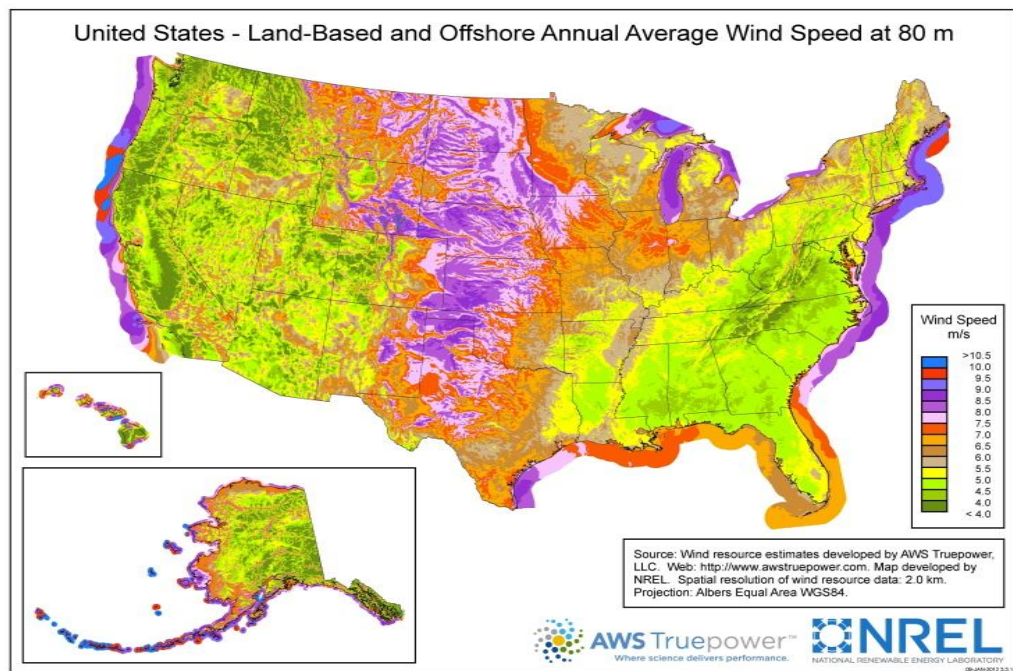 United States - Land-Based and Offshore Annual Average Wind Speed at 80 m
Wind Speed
m/s
>10.5
10.0
9.5
9.0
8.5
8.0
7.5
7.0
6.5
6.0
5.5
5.0
4.5
4.0
< 4.0
Source: Wind resource estimates developed by AWS Truepower,
LLC. Web: http://www.awstruepower.com. Map developed by
NREL. Spatial resolution of wind resource data: 2.0 km.
Projection: Albers Equal Area WGS84.
AWS Truepower™
Where science delivers performance.
NREL
NATIONAL RENEWABLE ENERGY LABORATORY